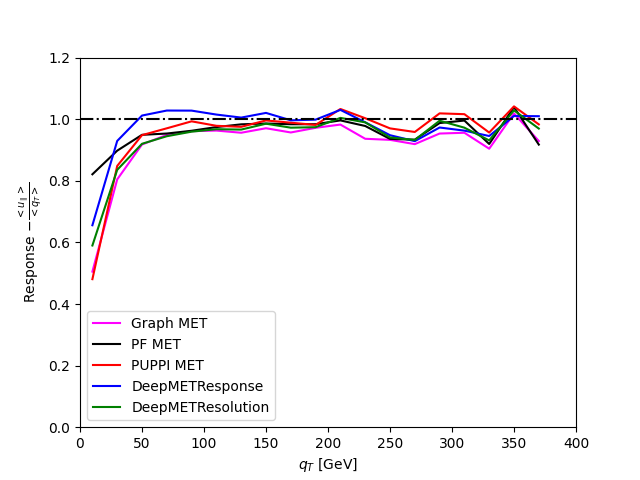 1.2
1.0
0.8
0.6
0.4
0.2
0.0
Response −<u∥>/<qT>
Graph MET
PF MET
PUPPI MET
DeepMETResponse
DeepMETResolution
0 50 100 150 200 250 300 350 400
qT [GeV]